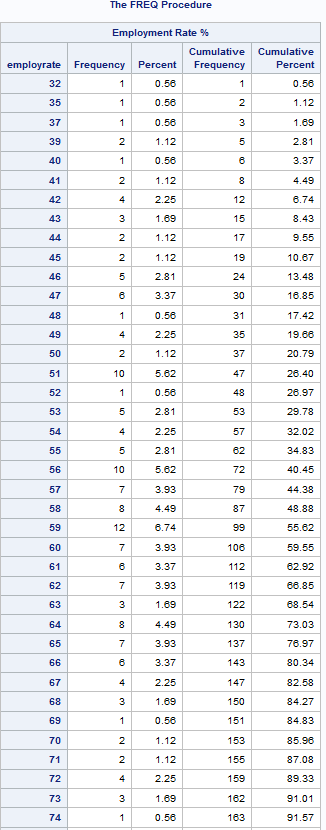 The FREQ Procedure
Employment Rate %
employrate Frequency Percent Cumulative Frequency Cumulative Percent
32 1 0.56 1 0.56
35 1 0.56 2 1.12
37 1 0.56 3 1.69
39 2 1.12 5 2.81
40 1 0.56 6 3.37
41 2 1.12 8 4.49
42 4 2.25 12 6.74
43 3 1.69 15 8.43
44 2 1.12 17 9.55
45 2 1.12 19 10.67
46 5 2.81 24 13.48
47 6 3.37 30 16.85
48 1 0.56 31 17.42
49 4 2.25 35 19.66
50 2 1.12 37 20.79
51 10 5.62 47 26.40
52 1 0.56 48 26.97
53 5 2.81 53 29.78
54 4 2.25 57 32.02
55 5 2.81 62 34.83
56 10 5.62 72 40.45
57 7 3.93 79 44.38
58 8 4.49 87 48.88
59 12 6.74 99 55.62
60 7 3.93 106 59.55
61 6 3.37 112 62.92
62 7 3.93 119 66.85
63 3 1.69 122 68.54
64 8 4.49 130 73.03
65 7 3.93 137 76.97
66 6 3.37 143 80.34
67 4 2.25 147 82.58
68 3 1.69 150 84.27
69 1 0.56 151 84.83
70 2 1.12 153 85.96
71 2 1.12 155 87.08
72 4 2.25 159 89.33
73 3 1.69 162 91.01
74 1 0.56 163 91.57